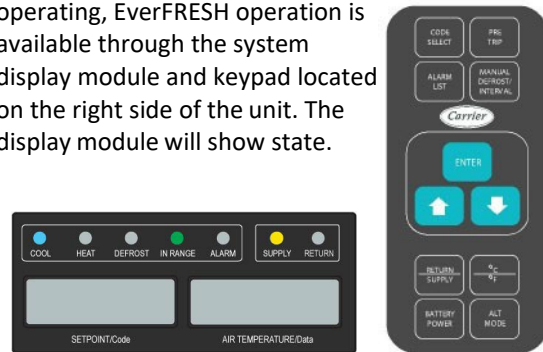 operating, EverFRESH operation is
available through the system
display module and keypad located
on the right side of the unit. The
display module will show state.
COOL HEAT DEFROST IN RANGE ALARM SUPPLY RETURN
SETPOINT/Code AIR TEMPERATURE/Data
CODE
SELECT
PRE
TRIP
ALARM
LIST
MANUAL
DEFROST/
INTERVAL
Carrier
ENTER
RETURN
SUPPLY
°C
°F
BATTERY
POWER
ALT
MODE